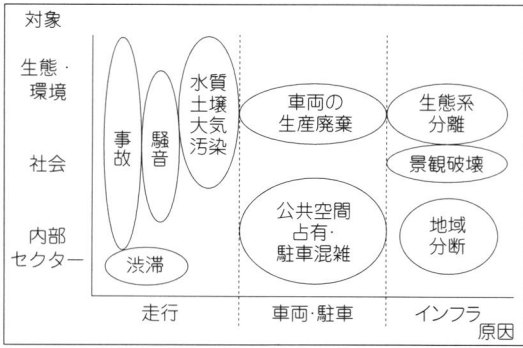 対象
生態・
環境
社会
内部
セクター
事故
騒音
水質
土壌
大気
汚染
渋滞
車両の
生産廃棄
公共空間
占有・
駐車混雑
生態系
分離
景観破壊
地域
分断
走行
車両・駐車
インフラ
原因